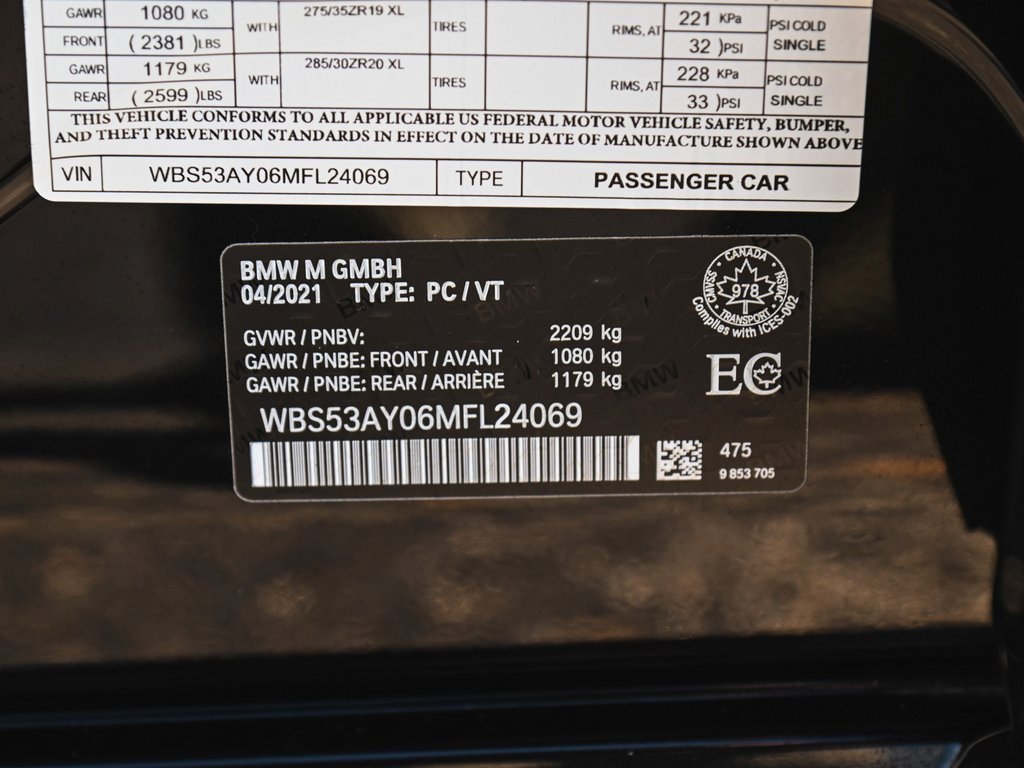 GAWR 1080 KG WITH 275/35ZR19 XL TIRES RIMS, AT 221 KPa PSI COLD
FRONT ( 2381 )LBS 32 )PSI SINGLE
GAWR 1179 KG WITH 285/30ZR20 XL TIRES RIMS, AT 228 KPa PSI COLD
REAR ( 2599 )LBS 33 )PSI SINGLE
THIS VEHICLE CONFORMS TO ALL APPLICABLE US FEDERAL MOTOR VEHICLE SAFETY, BUMPER,
AND THEFT PREVENTION STANDARDS IN EFFECT ON THE DATE OF MANUFACTURE SHOWN ABOVE
VIN WBS53AY06MFL24069 TYPE PASSENGER CAR
BMW M GMBH
04/2021 TYPE: PC / VT
GVWR / PNBV: 2209 kg
GAWR / PNBE: FRONT / AVANT 1080 kg
GAWR / PNBE: REAR / ARRIÈRE 1179 kg
WBS53AY06MFL24069
CANADA
CMVSS 978 NSVAC
TRANSPORT
Complies with ICES-002
EC
475
9 853 705